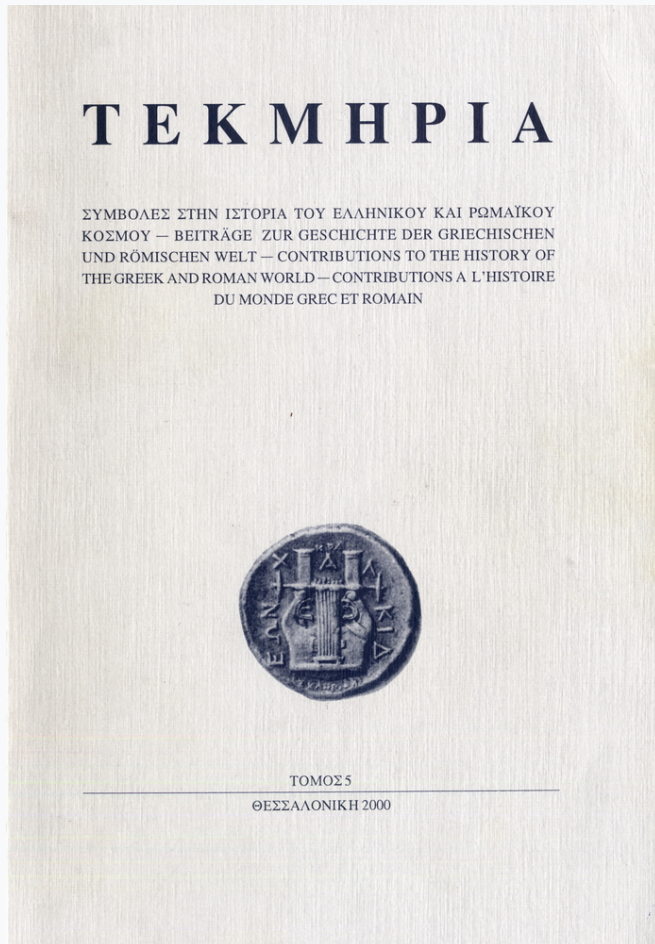 ΤΕΚΜΗΡΙΑ
ΣΥΜΒΟΛΕΣ ΣΤΗΝ ΙΣΤΟΡΙΑ ΤΟΥ ΕΛΛΗΝΙΚΟΥ ΚΑΙ ΡΩΜΑΪΚΟΥ
ΚΟΣΜΟΥ — BEITRÄGE ZUR GESCHICHTE DER GRIECHISCHEN
UND RÖMISCHEN WELT — CONTRIBUTIONS TO THE HISTORY OF
THE GREEK AND ROMAN WORLD — CONTRIBUTIONS A L’HISTOIRE
DU MONDE GREC ET ROMAIN
ΧΑΛΚΙΔΕΩΝ
ΤΟΜΟΣ 5
ΘΕΣΣΑΛΟΝΙΚΗ 2000